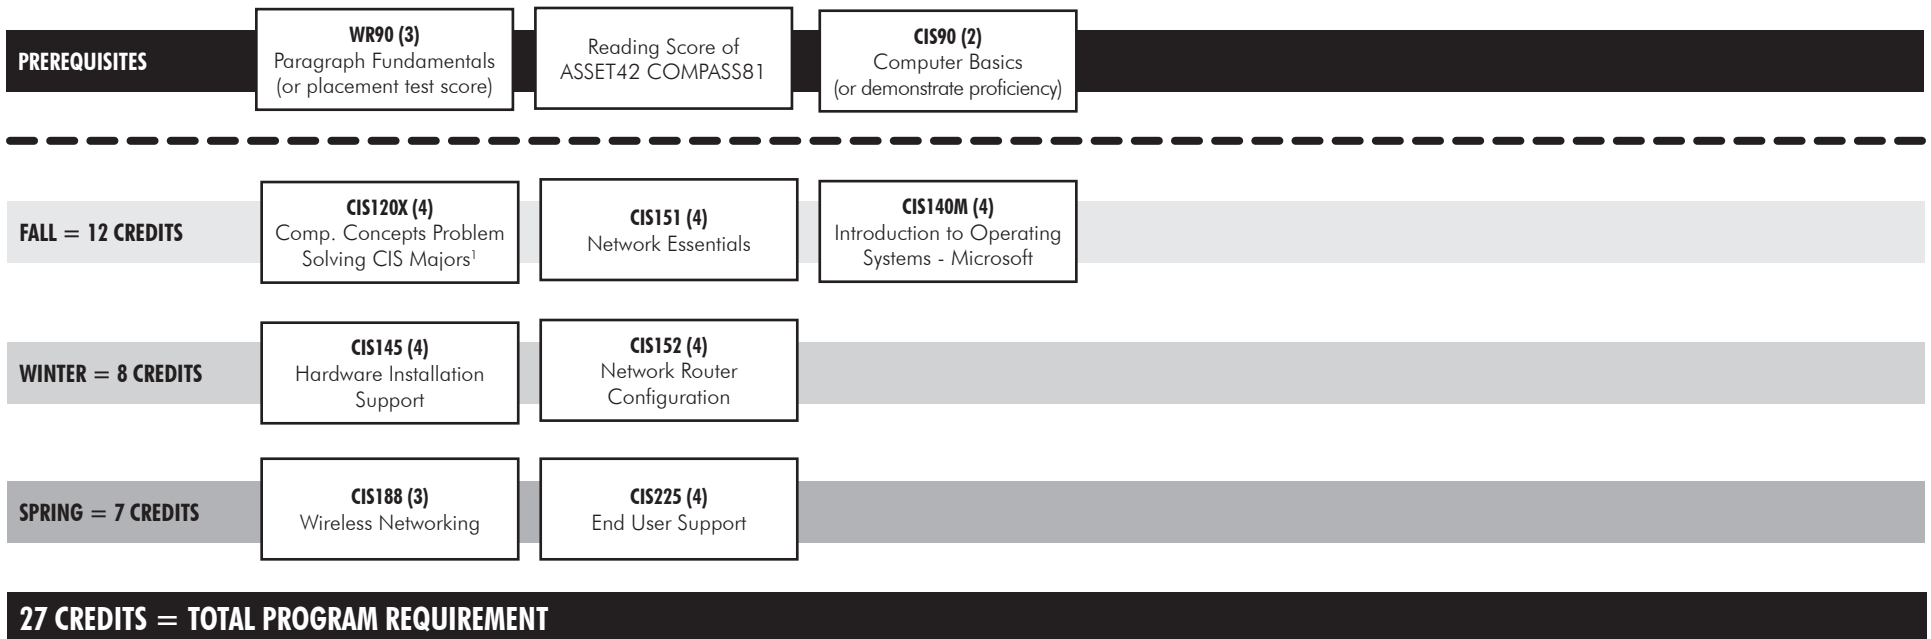 PREREQUISITES
WR90 (3)
Paragraph Fundamentals
(or placement test score)
Reading Score of
ASSET42 COMPASS81
CIS90 (2)
Computer Basics
(or demonstrate proficiency)
FALL = 12 CREDITS
CIS120X (4)
Comp. Concepts Problem
Solving CIS Majors¹
CIS151 (4)
Network Essentials
CIS140M (4)
Introduction to Operating
Systems - Microsoft
WINTER = 8 CREDITS
CIS145 (4)
Hardware Installation
Support
CIS152 (4)
Network Router
Configuration
SPRING = 7 CREDITS
CIS188 (3)
Wireless Networking
CIS225 (4)
End User Support
27 CREDITS = TOTAL PROGRAM REQUIREMENT